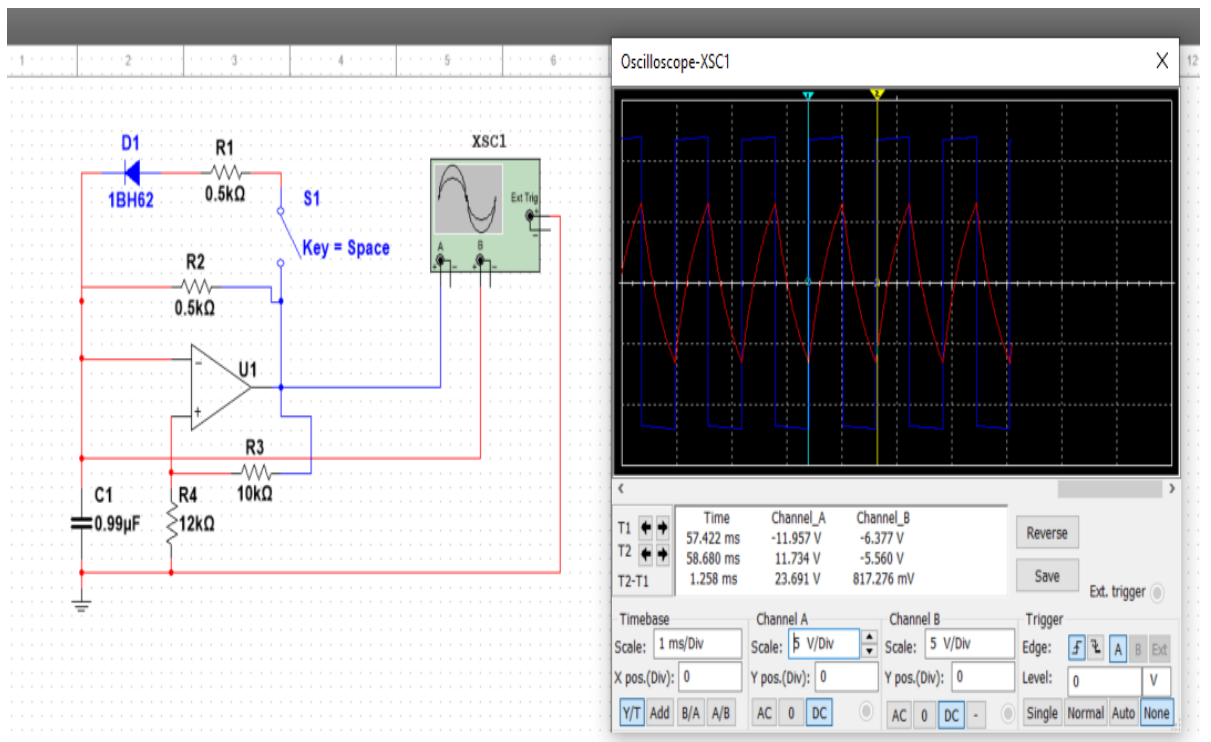 1 2 3 4 5 6 12
Oscilloscope-XSC1 X
D1
1BH62
R1
0.5kΩ
S1
Key = Space
R2
0.5kΩ
U1
R3
10kΩ
C1
0.99µF
R4
12kΩ
XSC1
Ext Trig
+
−
A B
+ − + −
−
+
1 2
< >
Time Channel_A Channel_B
T1 57.422 ms -11.957 V -6.377 V
T2 58.680 ms 11.734 V -5.560 V
T2-T1 1.258 ms 23.691 V 817.276 mV
Reverse
Save
Ext. trigger
Timebase
Scale: 1 ms/Div
X pos.(Div): 0
Y/T Add B/A A/B
Channel A
Scale: 5 V/Div
Y pos.(Div): 0
AC 0 DC
Channel B
Scale: 5 V/Div
Y pos.(Div): 0
AC 0 DC -
Trigger
Edge: A B Ext
Level: 0 V
Single Normal Auto None